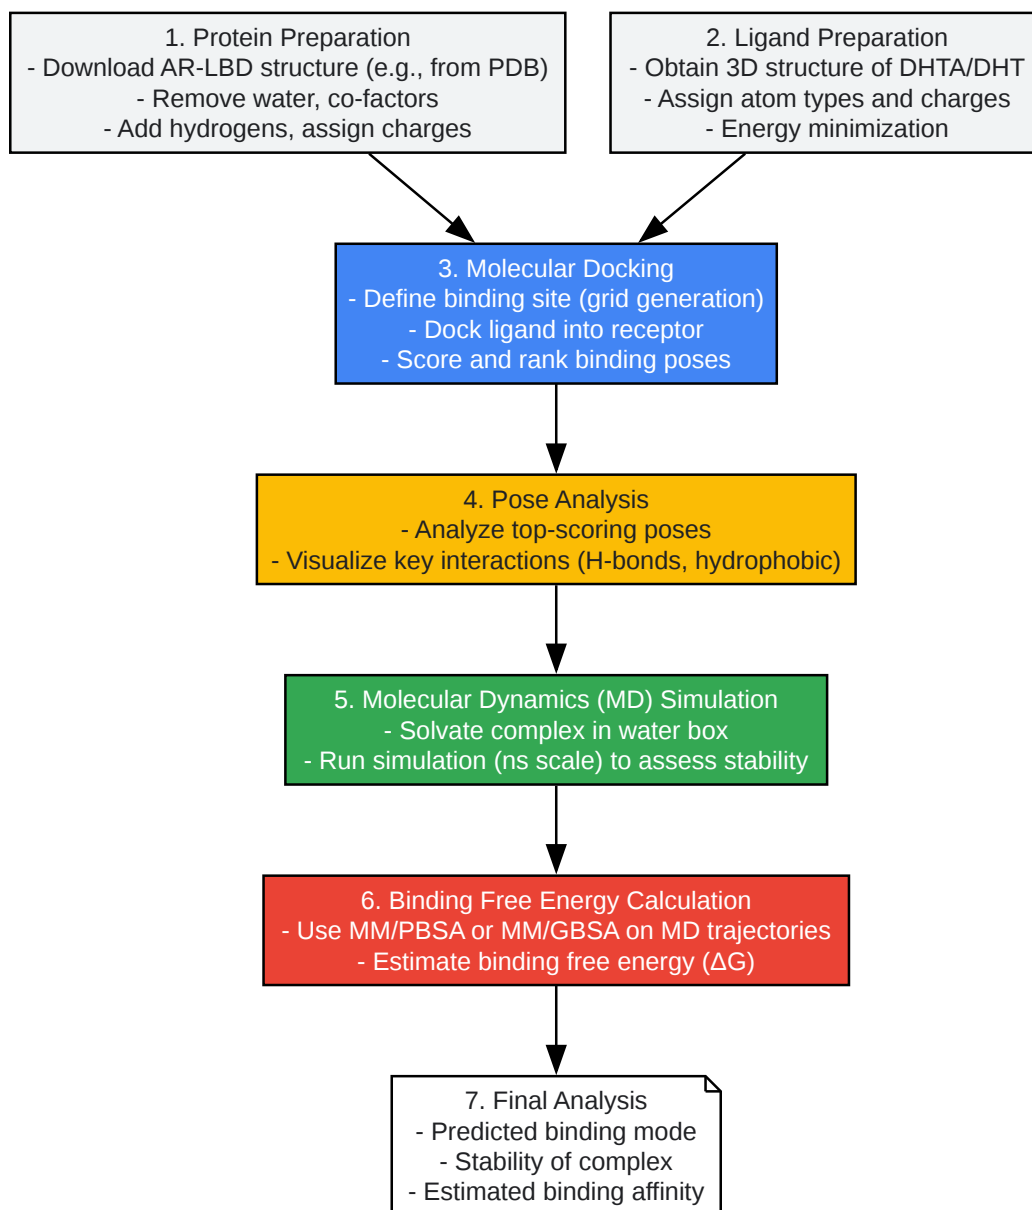 1. Protein Preparation
- Download AR-LBD structure (e.g., from PDB)
- Remove water, co-factors
- Add hydrogens, assign charges
2. Ligand Preparation
- Obtain 3D structure of DHTA/DHT
- Assign atom types and charges
- Energy minimization
3. Molecular Docking
- Define binding site (grid generation)
- Dock ligand into receptor
- Score and rank binding poses
4. Pose Analysis
- Analyze top-scoring poses
- Visualize key interactions (H-bonds, hydrophobic)
5. Molecular Dynamics (MD) Simulation
- Solvate complex in water box
- Run simulation (ns scale) to assess stability
6. Binding Free Energy Calculation
- Use MM/PBSA or MM/GBSA on MD trajectories
- Estimate binding free energy (ΔG)
7. Final Analysis
- Predicted binding mode
- Stability of complex
- Estimated binding affinity